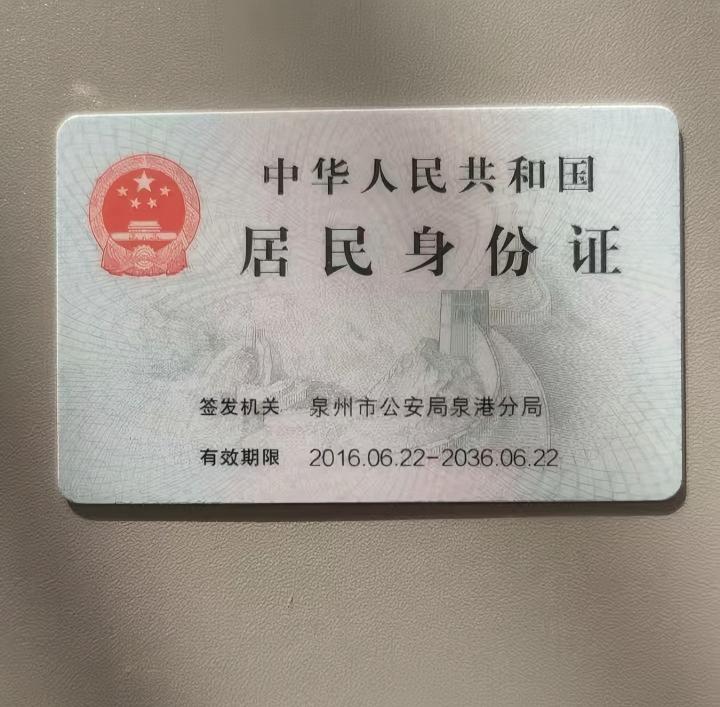 中华人民共和国
居民身份证
签发机关 泉州市公安局泉港分局
有效期限 2016.06.22-2036.06.22